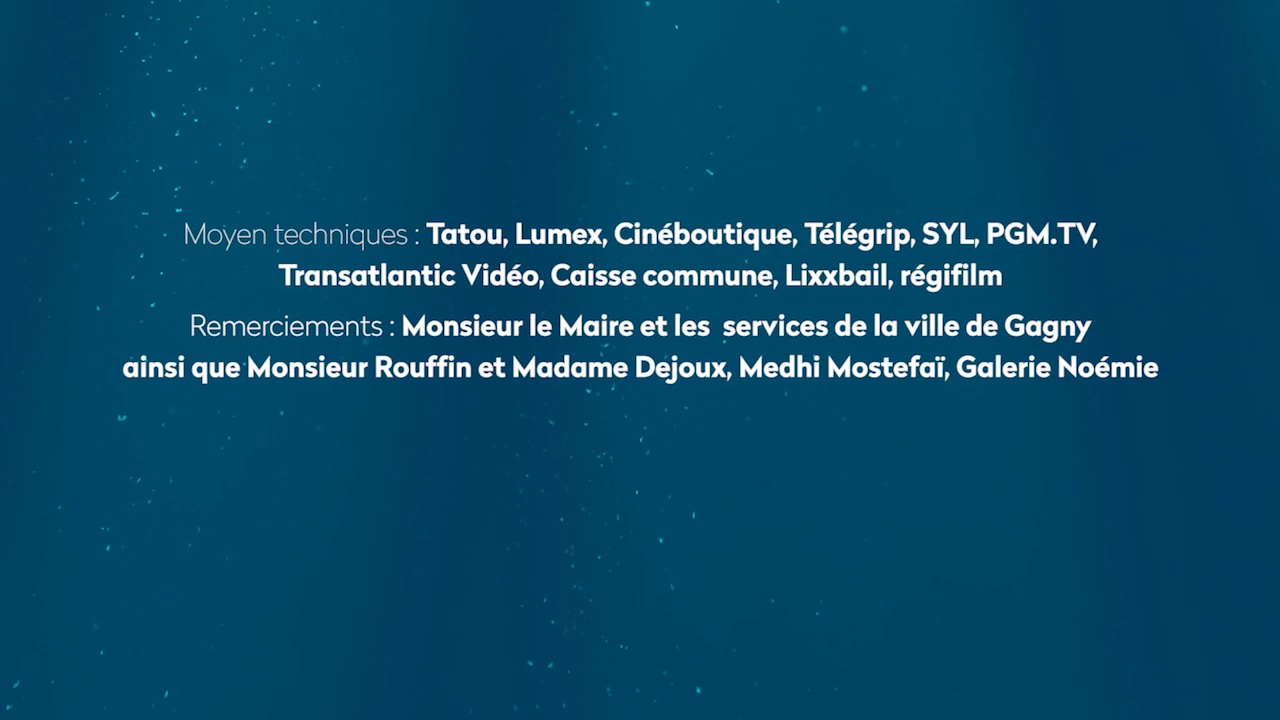 Moyen techniques : Tatou, Lumex, Cinéboutique, Télégrip, SYL, PGM.TV,
Transatlantic Vidéo, Caisse commune, Lixxbail, régifilm
Remerciements : Monsieur le Maire et les  services de la ville de Gagny
ainsi que Monsieur Rouffin et Madame Dejoux, Medhi Mostefaï, Galerie Noémie